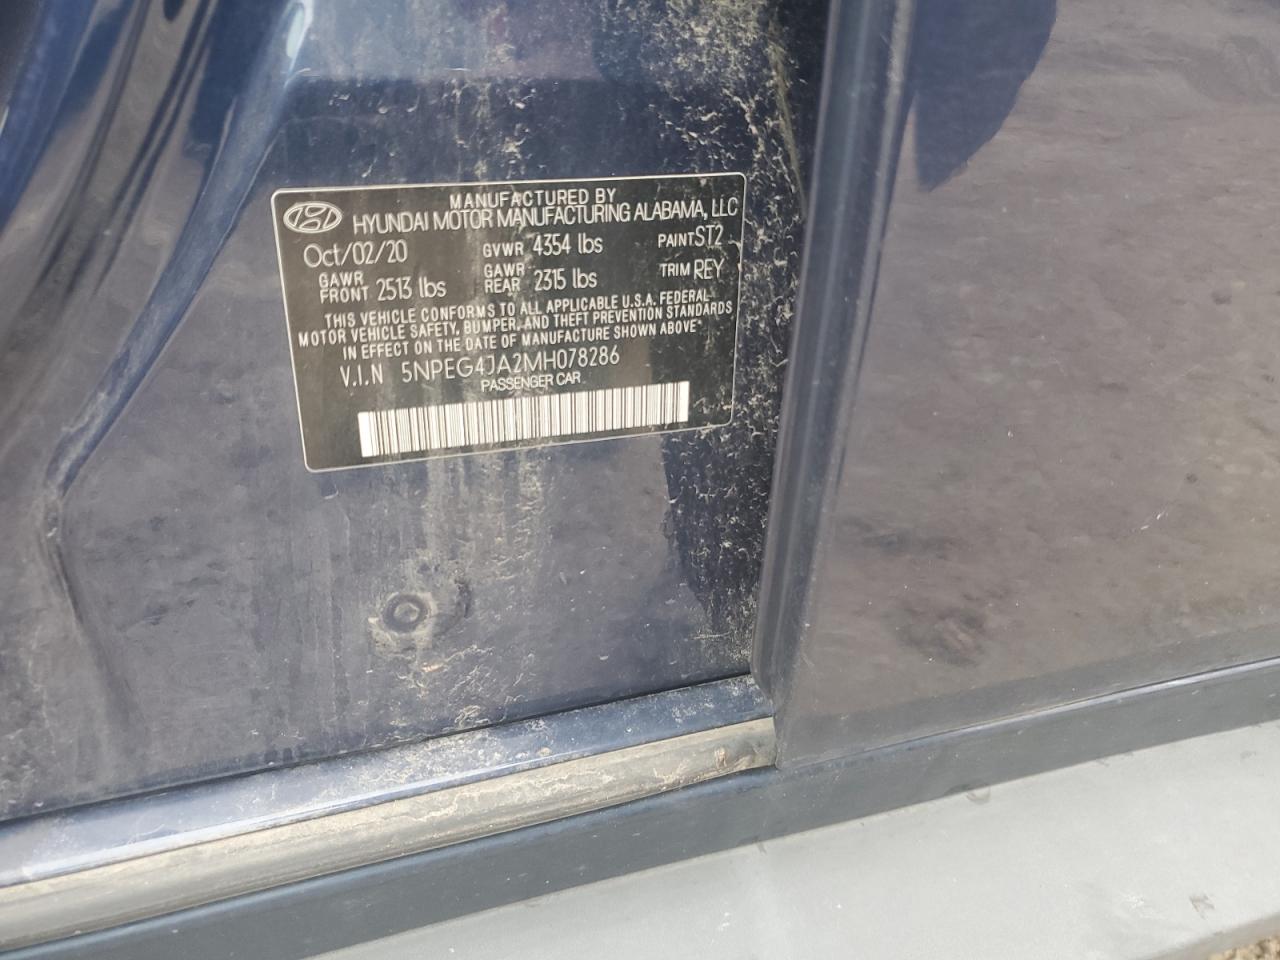 MANUFACTURED BY
HYUNDAI MOTOR MANUFACTURING ALABAMA, LLC
Oct/02/20 GVWR 4354 lbs PAINT ST2
GAWR FRONT 2513 lbs GAWR REAR 2315 lbs TRIM REY
THIS VEHICLE CONFORMS TO ALL APPLICABLE U.S.A. FEDERAL
MOTOR VEHICLE SAFETY, BUMPER, AND THEFT PREVENTION STANDARDS
IN EFFECT ON THE DATE OF MANUFACTURE SHOWN ABOVE
V.I.N 5NPEG4JA2MH078286
PASSENGER CAR